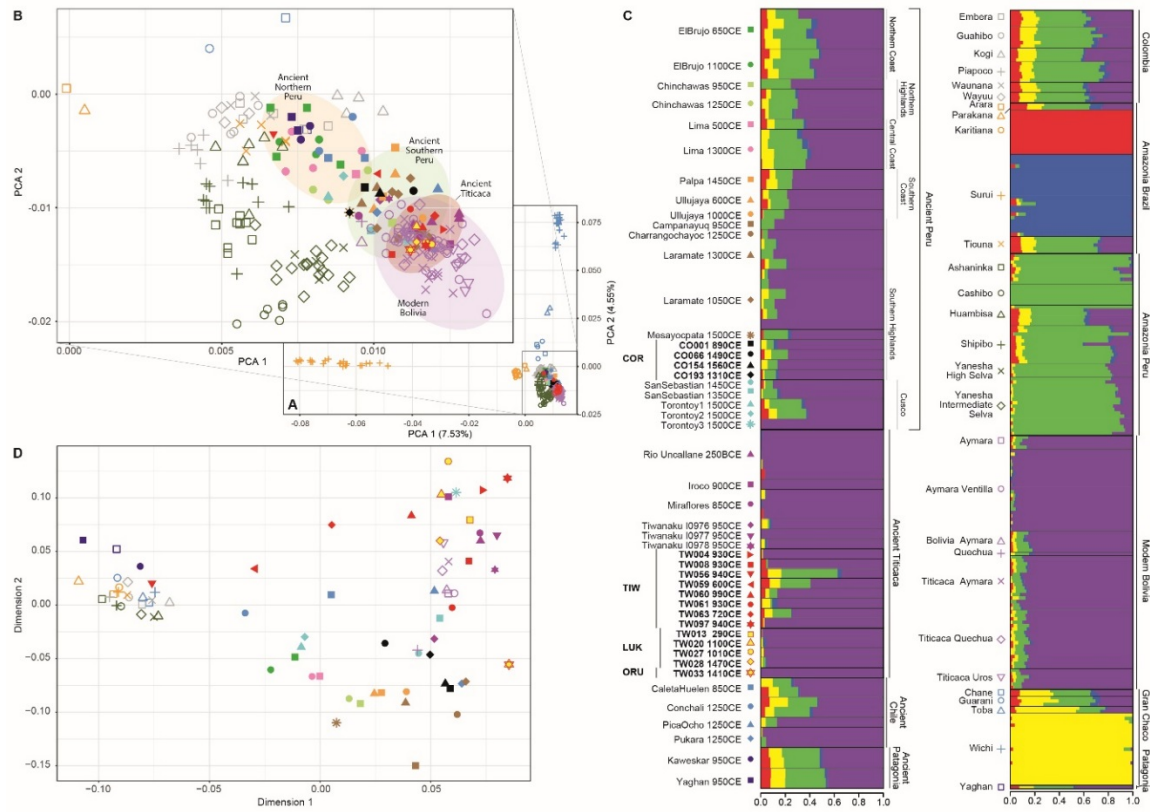 B
0.00
-0.01
-0.02
PCA 2
Ancient
Northern
Peru
Ancient
Southern
Peru
Ancient
Titicaca
Modern
Bolivia
0.000
0.005
0.010
PCA 1
A
PCA 2 (4.55%)
0.075
0.050
0.025
0.000
-0.025
-0.08
-0.06
-0.04
-0.02
0.00
PCA 1 (7.53%)
D
Dimension 2
0.10
0.05
0.00
-0.05
-0.10
-0.15
-0.10
-0.05
0.00
0.05
Dimension 1
C
ElBrujo 650CE
ElBrujo 1100CE
Chinchawas 950CE
Chinchawas 1250CE
Lima 500CE
Lima 1300CE
Palpa 1450CE
Ullujaya 600CE
Ullujaya 1000CE
Campanayuq 950CE
Charrangochayoc 1250CE
Laramate 1300CE
Laramate 1050CE
Mesayocpata 1500CE
COR
CO001 890CE
CO066 1490CE
CO154 1560CE
CO193 1310CE
SanSebastian 1450CE
SanSebastian 1350CE
Torontoy1 1500CE
Torontoy2 1500CE
Torontoy3 1500CE
Rio Uncallane 250BCE
Iroco 900CE
Miraflores 850CE
Tiwanaku I0976 950CE
Tiwanaku I0977 950CE
Tiwanaku I0978 950CE
TIW
TW004 930CE
TW008 930CE
TW056 940CE
TW059 600CE
TW060 990CE
TW061 930CE
TW063 720CE
TW097 940CE
LUK
TW013 290CE
TW020 1100CE
TW027 1010CE
TW028 1470CE
ORU
TW033 1410CE
CaletaHuelen 850CE
Conchali 1250CE
PicaOcho 1250CE
Pukara 1250CE
Kaweskar 950CE
Yaghan 950CE
0.0 0.2 0.4 0.6 0.8 1.0
Northern
Coast
Northern
Highlands
Central
Coast
Southern
Coast
Southern Highlands
Cusco
Ancient Peru
Ancient Titicaca
Ancient
Chile
Ancient
Patagonia
Embora
Guahibo
Kogi
Piapoco
Waunana
Wayuu
Arara
Parakana
Karitiana
Surui
Tiouna
Ashaninka
Cashibo
Huambisa
Shipibo
Yanesha
High Selva
Yanesha
Intermediate
Selva
Aymara
Aymara Ventilla
Bolivia Aymara
Quechua
Titicaca Aymara
Titicaca Quechua
Titicaca Uros
Chane
Guarani
Toba
Wichi
Yaghan
0.0 0.2 0.4 0.6 0.8 1.0
Colombia
Amazonia Brazil
Amazonia Peru
Modern Bolivia
Gran Chaco
Patagonia